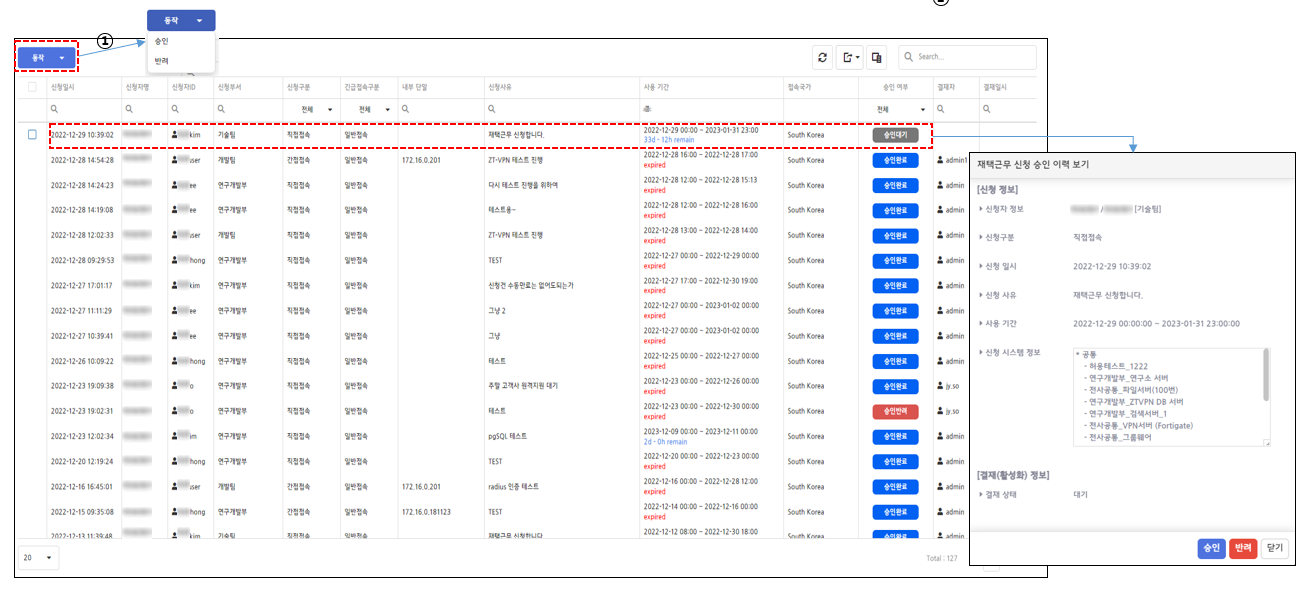 ②
동작
①
승인
반려
동작
Search...
신청일시 신청자명 신청자ID 신청부서 신청구분 긴급접속구분 내부 단말 신청사유 사용 기간 접속국가 승인 여부 결재자 결재일시
전체 전체 전체
2022-12-29 10:39:02 kim 기술팀 직접접속 일반접속 재택근무 신청합니다. 2022-12-29 00:00 ~ 2023-01-31 23:00 South Korea 승인대기
33d - 12h remain
2022-12-28 14:54:28 ser 개발팀 간접접속 일반접속 172.16.0.201 ZT-VPN 테스트 진행 2022-12-28 16:00 ~ 2022-12-28 17:00 South Korea 승인완료 admin1
expired
2022-12-28 14:24:23 ee 연구개발부 직접접속 일반접속 다시 테스트 진행을 위하여 2022-12-28 12:00 ~ 2022-12-28 15:13 South Korea 승인완료 admin
expired
2022-12-28 14:19:08 ee 연구개발부 직접접속 일반접속 테스트용~ 2022-12-28 12:00 ~ 2022-12-28 16:00 South Korea 승인완료 admin
expired
2022-12-28 12:02:33 ser 개발팀 직접접속 일반접속 ZT-VPN 테스트 진행 2022-12-28 13:00 ~ 2022-12-28 14:00 South Korea 승인완료 admin
expired
2022-12-28 09:29:53 hong 연구개발부 직접접속 일반접속 TEST 2022-12-27 00:00 ~ 2022-12-29 00:00 South Korea 승인완료 admin
expired
2022-12-27 17:01:17 kim 연구개발부 직접접속 일반접속 신청건 수동만료는 없어도되는가 2022-12-27 17:00 ~ 2022-12-30 19:00 South Korea 승인완료 admin
expired
2022-12-27 11:11:29 ee 연구개발부 직접접속 일반접속 그냥 2 2022-12-27 00:00 ~ 2023-01-02 00:00 South Korea 승인완료 admin
expired
2022-12-27 10:39:41 ee 연구개발부 직접접속 일반접속 그냥 2022-12-27 00:00 ~ 2023-01-02 00:00 South Korea 승인완료 admin
expired
2022-12-26 10:09:22 hong 연구개발부 직접접속 일반접속 테스트 2022-12-25 00:00 ~ 2022-12-27 00:00 South Korea 승인완료 admin
expired
2022-12-23 19:09:38 o 연구개발부 직접접속 일반접속 주말 고객사 원격지원 대기 2022-12-23 00:00 ~ 2022-12-26 00:00 South Korea 승인완료 jy.so
expired
2022-12-23 19:02:31 o 연구개발부 직접접속 일반접속 테스트 2022-12-23 00:00 ~ 2022-12-30 00:00 South Korea 승인반려 jy.so
expired
2022-12-23 12:02:34 im 연구개발부 직접접속 일반접속 pgSQL 테스트 2023-12-09 00:00 ~ 2023-12-11 00:00 South Korea 승인완료 admin
2d - 0h remain
2022-12-20 12:19:24 hong 연구개발부 직접접속 일반접속 TEST 2022-12-20 00:00 ~ 2022-12-23 00:00 South Korea 승인완료 admin
expired
2022-12-16 16:45:01 ser 개발팀 간접접속 일반접속 172.16.0.201 radius 인증 테스트 2022-12-16 00:00 ~ 2022-12-28 12:00 South Korea 승인완료 admin
expired
2022-12-15 09:35:08 hong 연구개발부 간접접속 일반접속 172.16.0.181123 TEST 2022-12-14 00:00 ~ 2022-12-16 00:00 South Korea 승인완료 admin
expired
2022-12-13 11:39:48 kim 기술팀 직접접속 일반접속 재택근무 신청합니다 2022-12-12 08:00 ~ 2022-12-30 18:00 South Korea 승인완료 admin
20
Total : 127
재택근무 신청 승인 이력 보기
[신청 정보]
신청자 정보 / [기술팀]
신청구분 직접접속
신청 일시 2022-12-29 10:39:02
신청 사유 재택근무 신청합니다.
사용 기간 2022-12-29 00:00:00 ~ 2023-01-31 23:00:00
신청 시스템 정보 * 공통
- 허용테스트_1222
- 연구개발부_연구소 서버
- 전사공통_파일서버(100번)
- 연구개발부_ZTVPN DB 서버
- 연구개발부_검색서버_1
- 전사공통_VPN서버 (Fortigate)
- 전사공통_그룹웨어
[결재(활성화) 정보]
결재 상태 대기
승인 반려 닫기